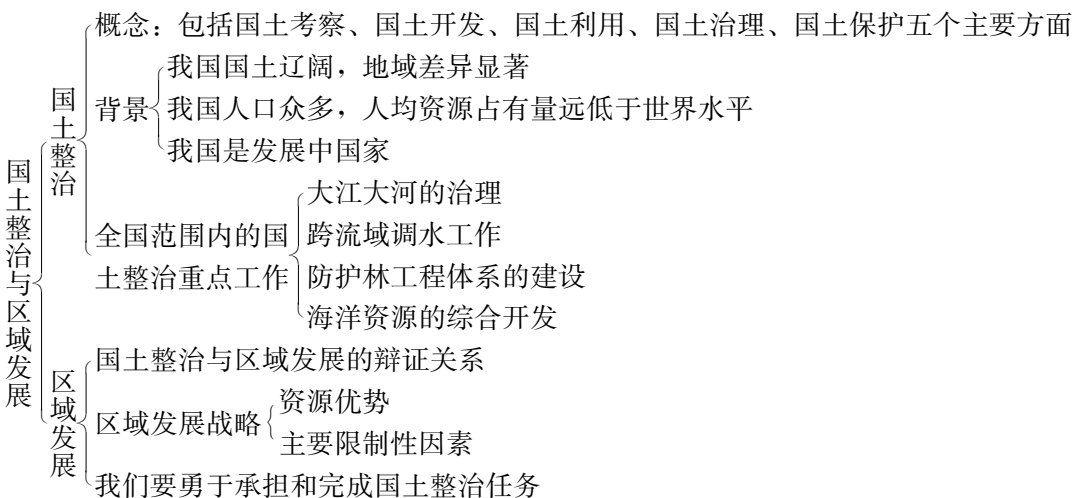 国土整治与区域发展
国土整治
概念：包括国土考察、国土开发、国土利用、国土治理、国土保护五个主要方面
背景
我国国土辽阔，地域差异显著
我国人口众多，人均资源占有量远低于世界水平
我国是发展中国家
全国范围内的国
土整治重点工作
大江大河的治理
跨流域调水工作
防护林工程体系的建设
海洋资源的综合开发
区域发展
国土整治与区域发展的辩证关系
区域发展战略
资源优势
主要限制性因素
我们要勇于承担和完成国土整治任务